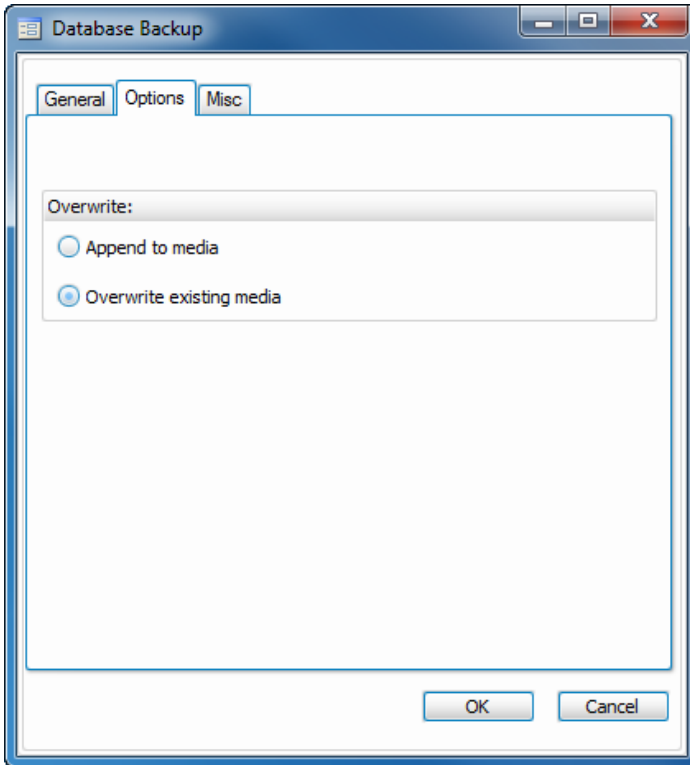 Database Backup
General Options Misc
Overwrite:
Append to media
Overwrite existing media
OK Cancel